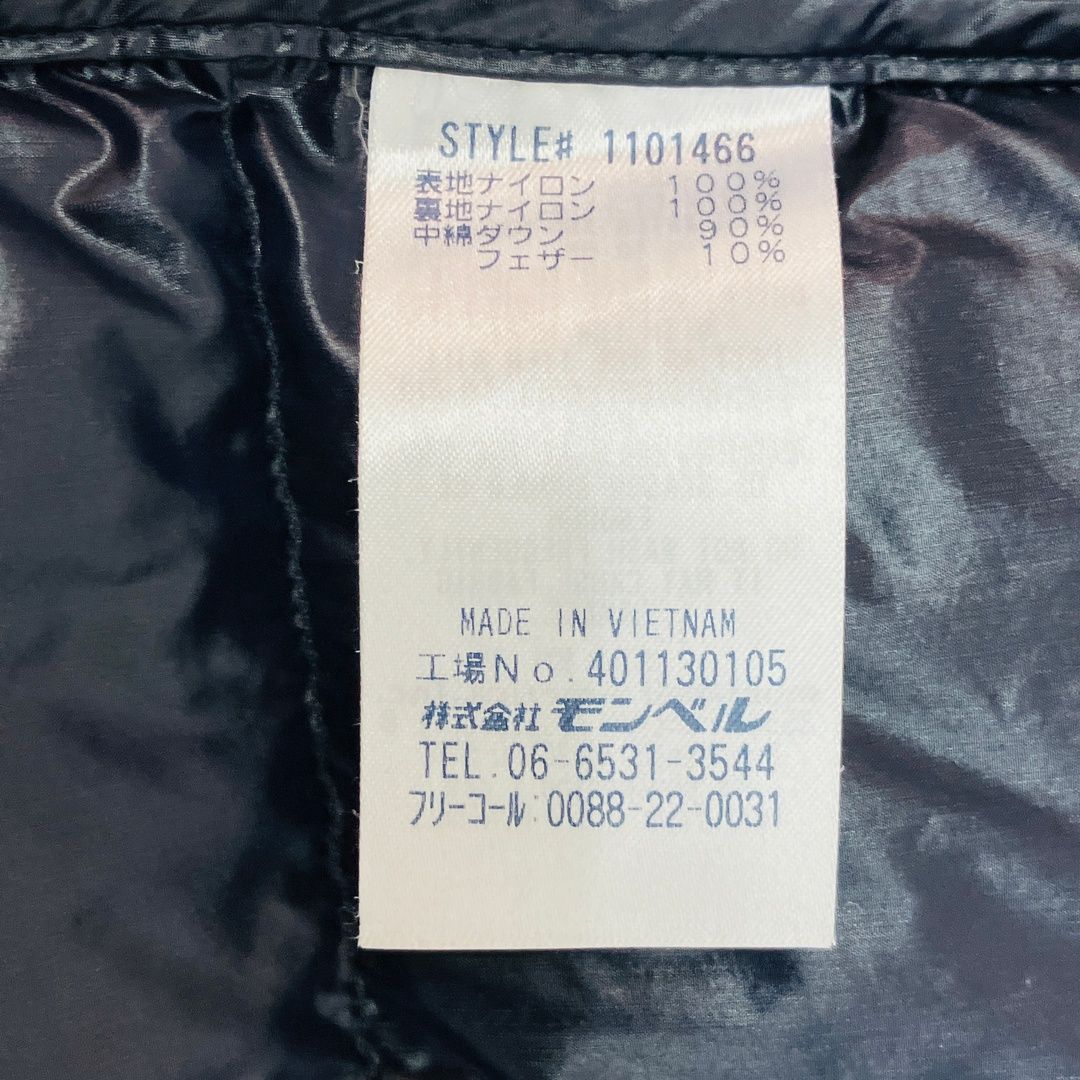 STYLE# 1101466
表地ナイロン 100%
裏地ナイロン 100%
中綿ダウン 90%
フェザー 10%
MADE IN VIETNAM
工場No.401130105
株式会社モンベル
TEL.06-6531-3544
フリーコール:0088-22-0031